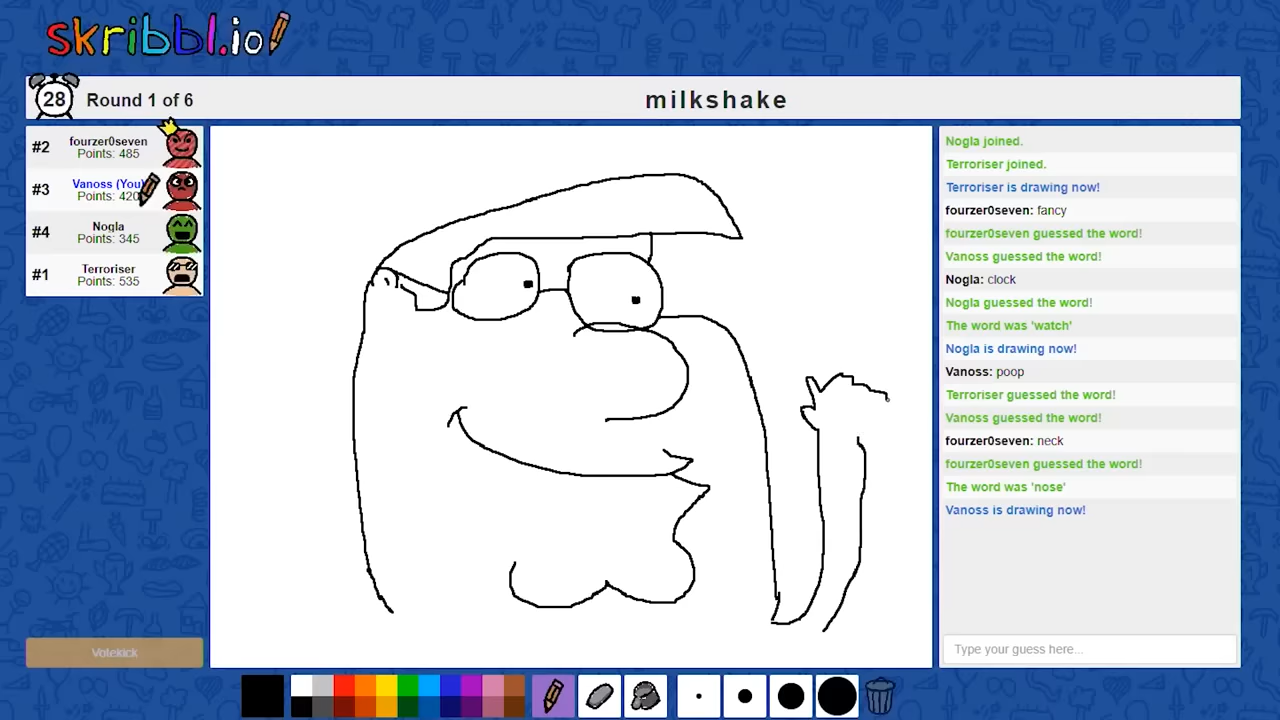 skribbl.io
28
Round 1 of 6
milkshake
#2
fourzer0seven
Points: 485
#3
Vanoss (You)
Points: 420
#4
Nogla
Points: 345
#1
Terroriser
Points: 535
Votekick
Nogla joined.
Terroriser joined.
Terroriser is drawing now!
fourzer0seven: fancy
fourzer0seven guessed the word!
Vanoss guessed the word!
Nogla: clock
Nogla guessed the word!
The word was 'watch'
Nogla is drawing now!
Vanoss: poop
Terroriser guessed the word!
Vanoss guessed the word!
fourzer0seven: neck
fourzer0seven guessed the word!
The word was 'nose'
Vanoss is drawing now!
Type your guess here...